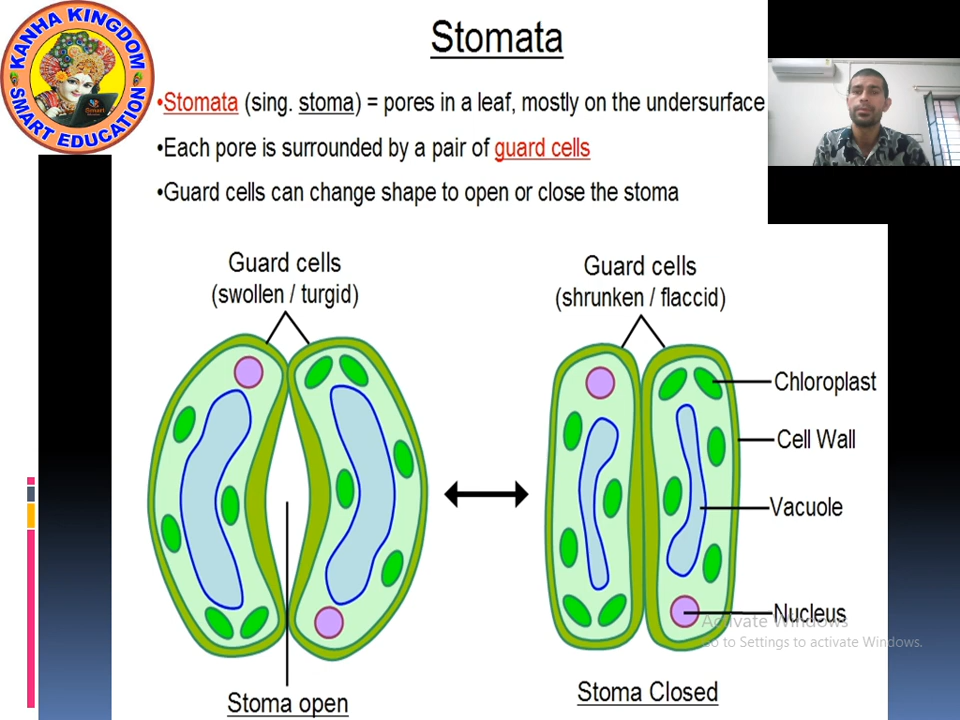 KANHA KINGDOM
SMART EDUCATION
Stomata
•Stomata (sing. stoma) = pores in a leaf, mostly on the undersurface
•Each pore is surrounded by a pair of guard cells
•Guard cells can change shape to open or close the stoma
Guard cells
(swollen / turgid)
Guard cells
(shrunken / flaccid)
Chloroplast
Cell Wall
Vacuole
Nucleus
Activate Windows
Go to Settings to activate Windows.
Stoma open
Stoma Closed